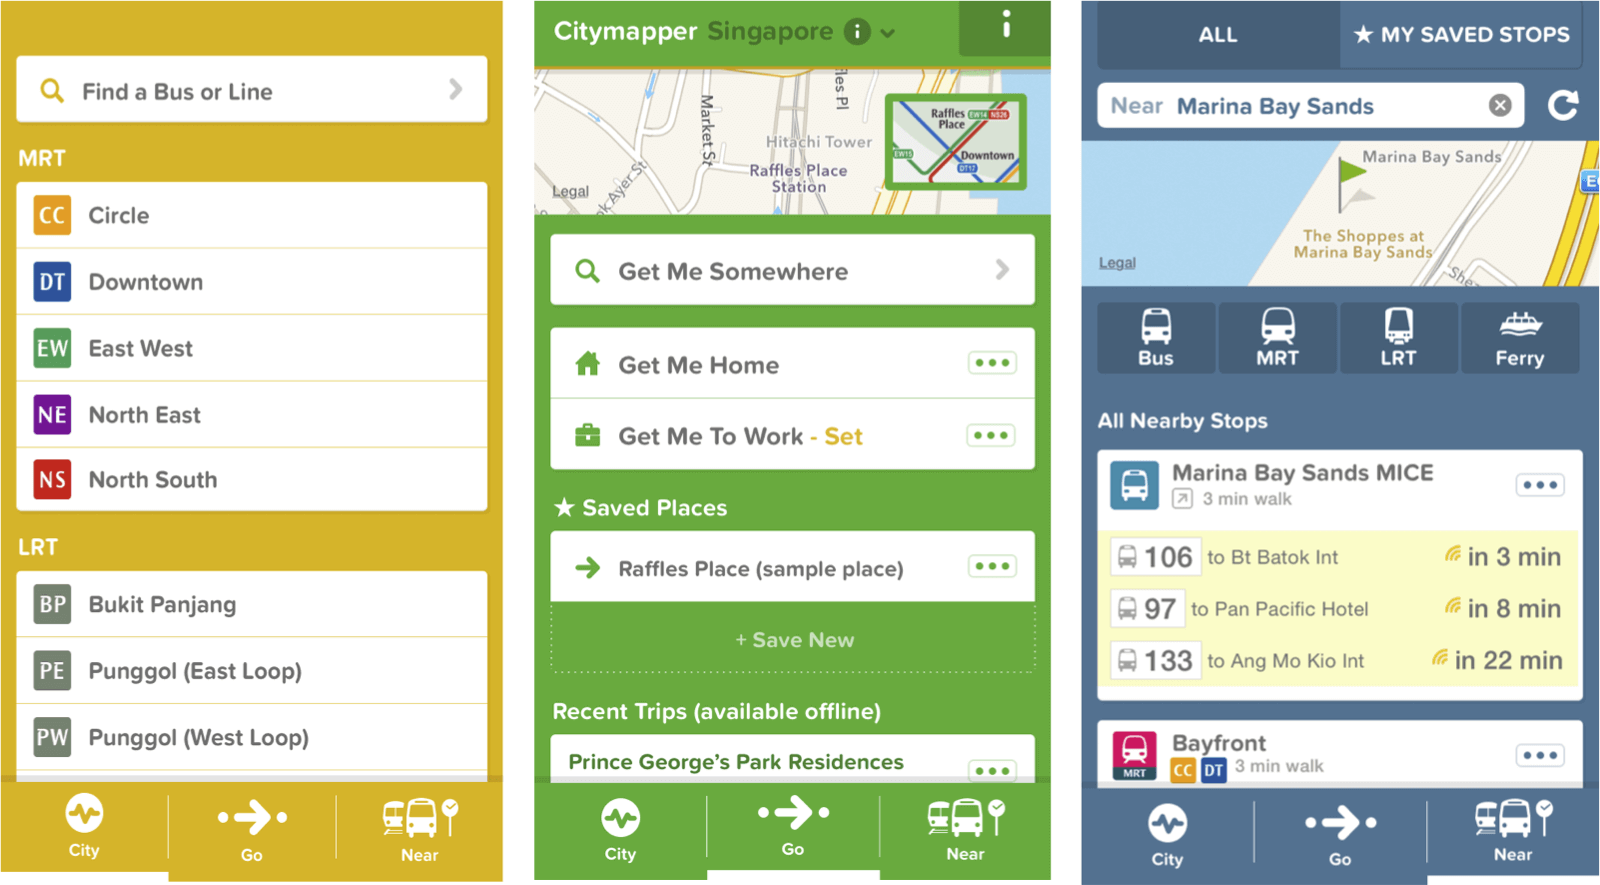 Find a Bus or Line
MRT
CC Circle
DT Downtown
EW East West
NE North East
NS North South
LRT
BP Bukit Panjang
PE Punggol (East Loop)
PW Punggol (West Loop)
City
Go
Near
Citymapper Singapore i
i
Market St
Hitachi Tower
Raffles Place
Station
Legal
Raffles
Place
EW14 NS26
EW15
Downtown
DT17
Get Me Somewhere
Get Me Home
Get Me To Work - Set
★ Saved Places
Raffles Place (sample place)
+ Save New
Recent Trips (available offline)
Prince George's Park Residences
City
Go
Near
ALL
★ MY SAVED STOPS
Near Marina Bay Sands
Marina Bay Sands
The Shoppes at
Marina Bay Sands
Legal
Bus
MRT
LRT
Ferry
All Nearby Stops
Marina Bay Sands MICE
3 min walk
106 to Bt Batok Int in 3 min
97 to Pan Pacific Hotel in 8 min
133 to Ang Mo Kio Int in 22 min
Bayfront
MRT CC DT 3 min walk
City
Go
Near